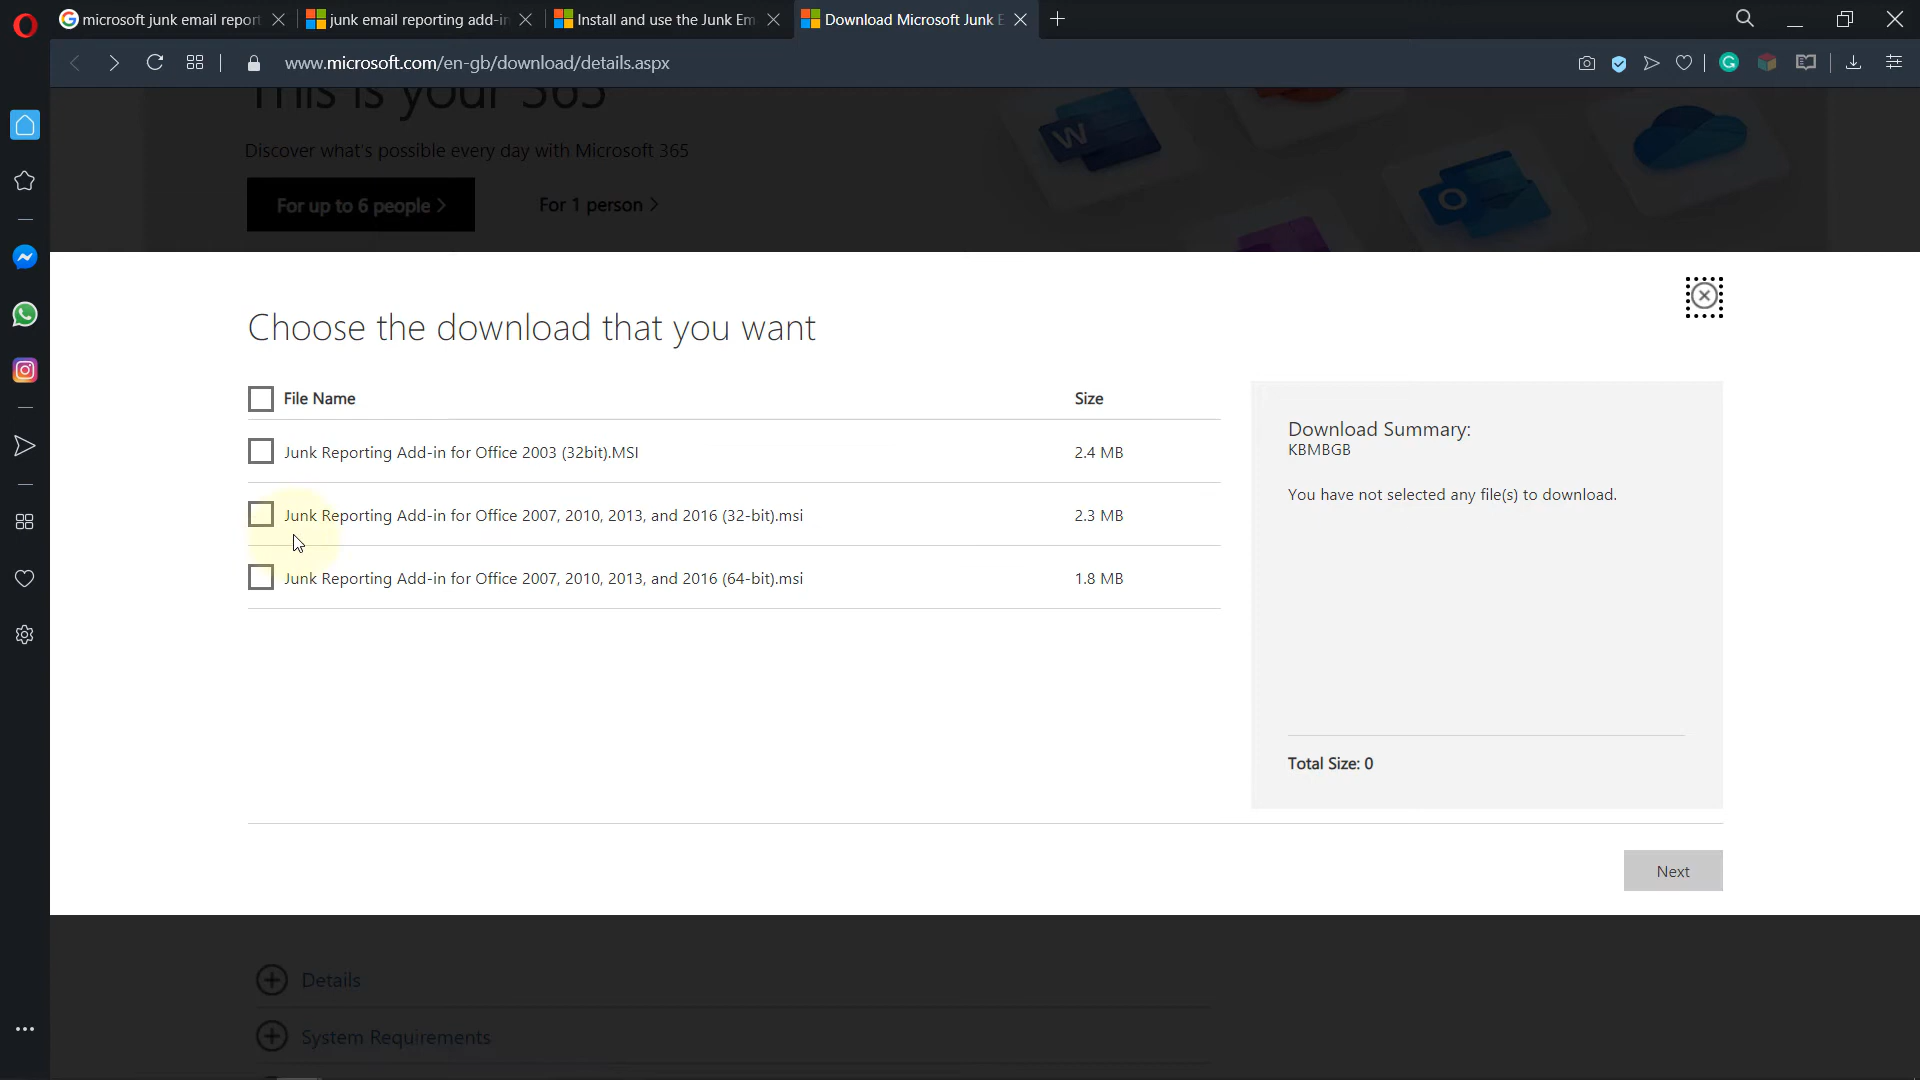 microsoft junk email report
junk email reporting add-in
Install and use the Junk Em
Download Microsoft Junk E
www.microsoft.com/en-gb/download/details.aspx
This is your 365
Discover what's possible every day with Microsoft 365
For up to 6 people
For 1 person
W
O
Choose the download that you want
File Name
Size
Junk Reporting Add-in for Office 2003 (32bit).MSI
2.4 MB
Junk Reporting Add-in for Office 2007, 2010, 2013, and 2016 (32-bit).msi
2.3 MB
Junk Reporting Add-in for Office 2007, 2010, 2013, and 2016 (64-bit).msi
1.8 MB
Download Summary:
KBMBGB
You have not selected any file(s) to download.
Total Size: 0
Next
Details
System Requirements